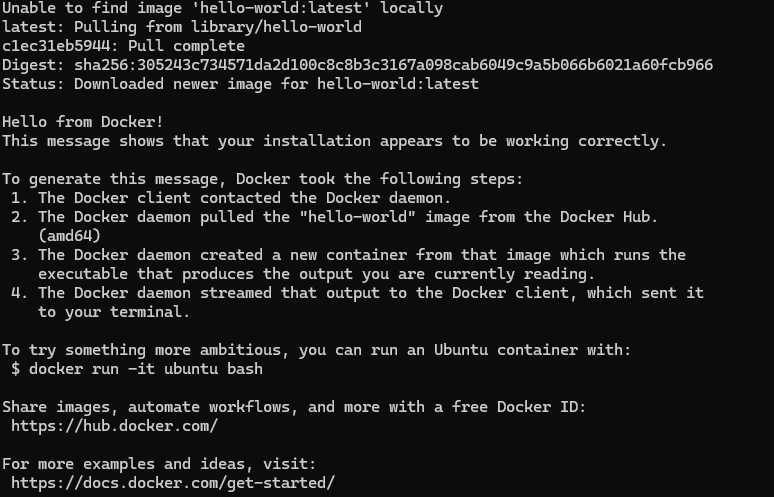 Unable to find image 'hello-world:latest' locally
latest: Pulling from library/hello-world
c1ec31eb5944: Pull complete
Digest: sha256:305243c734571da2d100c8c8b3c3167a098cab6049c9a5b066b6021a60fcb966
Status: Downloaded newer image for hello-world:latest

Hello from Docker!
This message shows that your installation appears to be working correctly.

To generate this message, Docker took the following steps:
 1. The Docker client contacted the Docker daemon.
 2. The Docker daemon pulled the "hello-world" image from the Docker Hub.
    (amd64)
 3. The Docker daemon created a new container from that image which runs the
    executable that produces the output you are currently reading.
 4. The Docker daemon streamed that output to the Docker client, which sent it
    to your terminal.

To try something more ambitious, you can run an Ubuntu container with:
 $ docker run -it ubuntu bash

Share images, automate workflows, and more with a free Docker ID:
 https://hub.docker.com/

For more examples and ideas, visit:
 https://docs.docker.com/get-started/